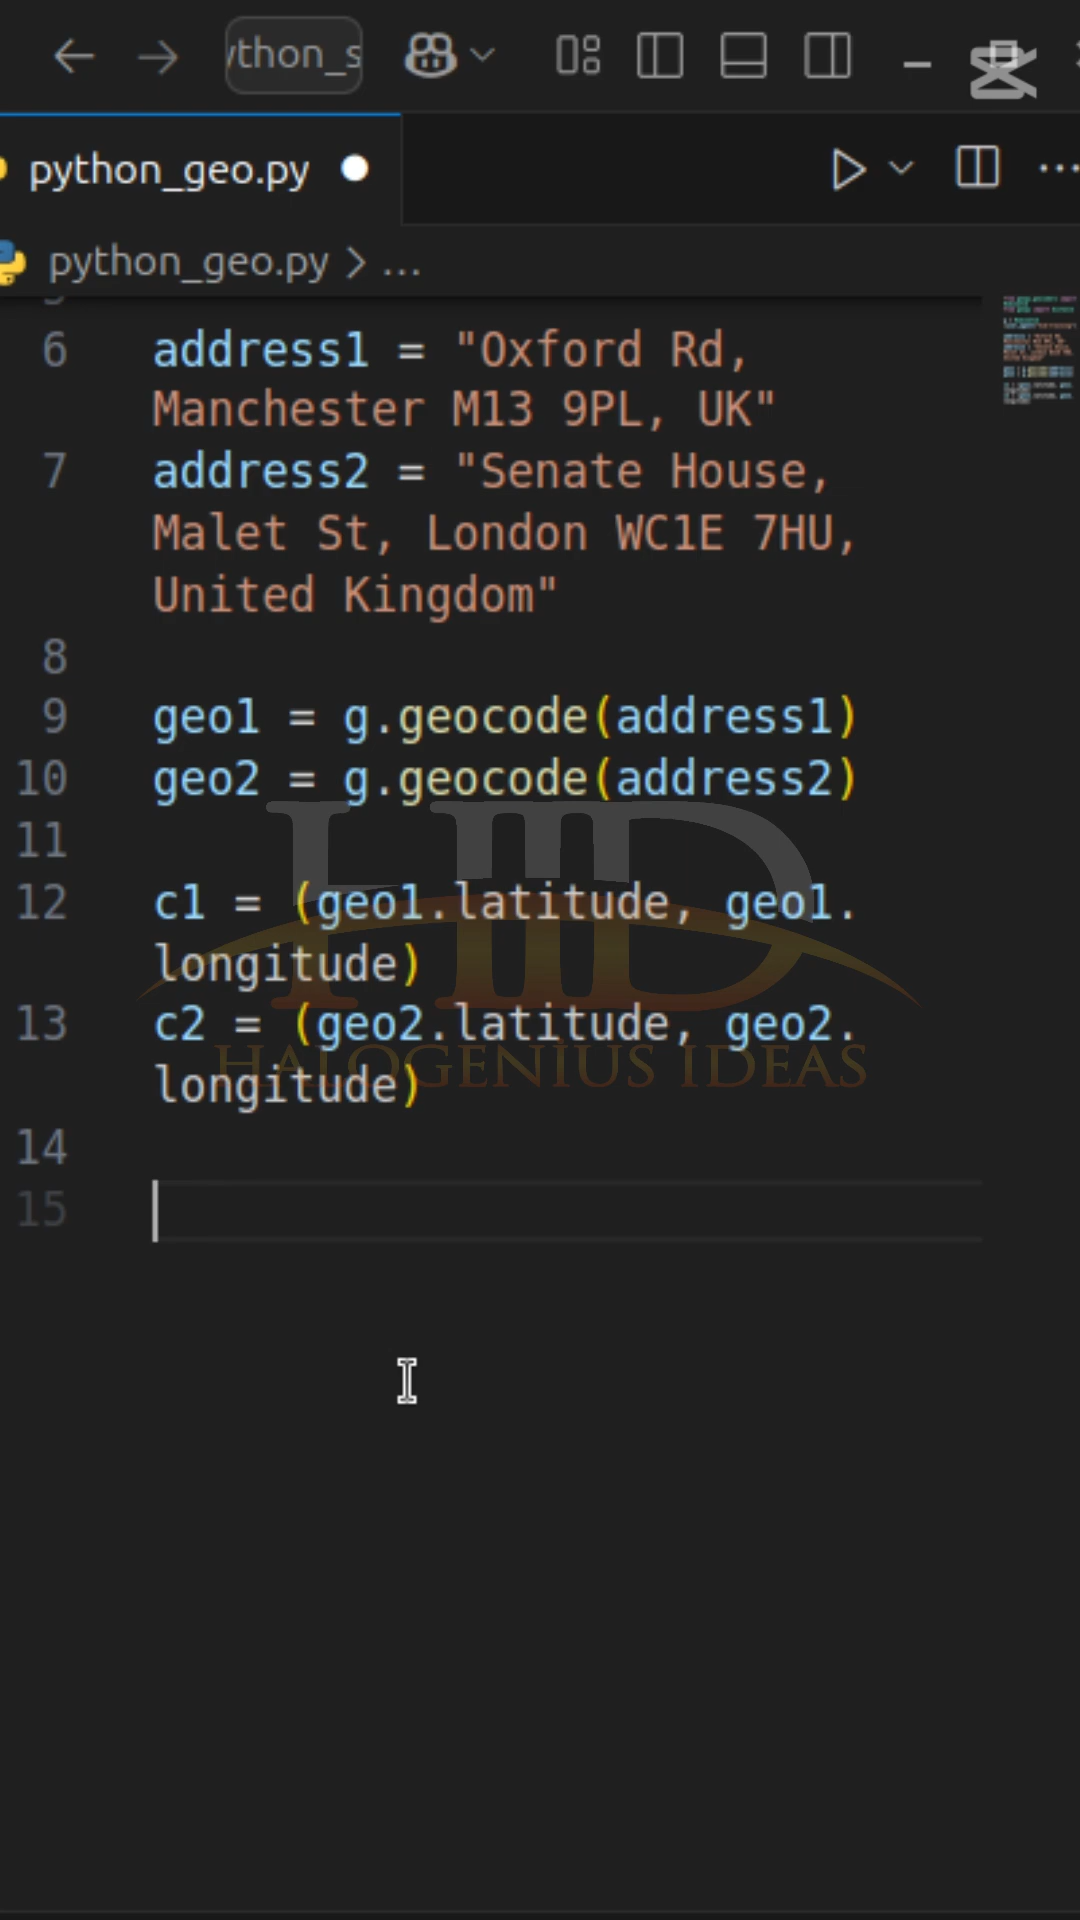 ython_s
python_geo.py
python_geo.py > ...
6 address1 = "Oxford Rd,
Manchester M13 9PL, UK"
7 address2 = "Senate House,
Malet St, London WC1E 7HU,
United Kingdom"
8
9 geo1 = g.geocode(address1)
10 geo2 = g.geocode(address2)
11
12 c1 = (geo1.latitude, geo1.
longitude)
13 c2 = (geo2.latitude, geo2.
longitude)
14
15
HID
HALOGENIUS IDEAS